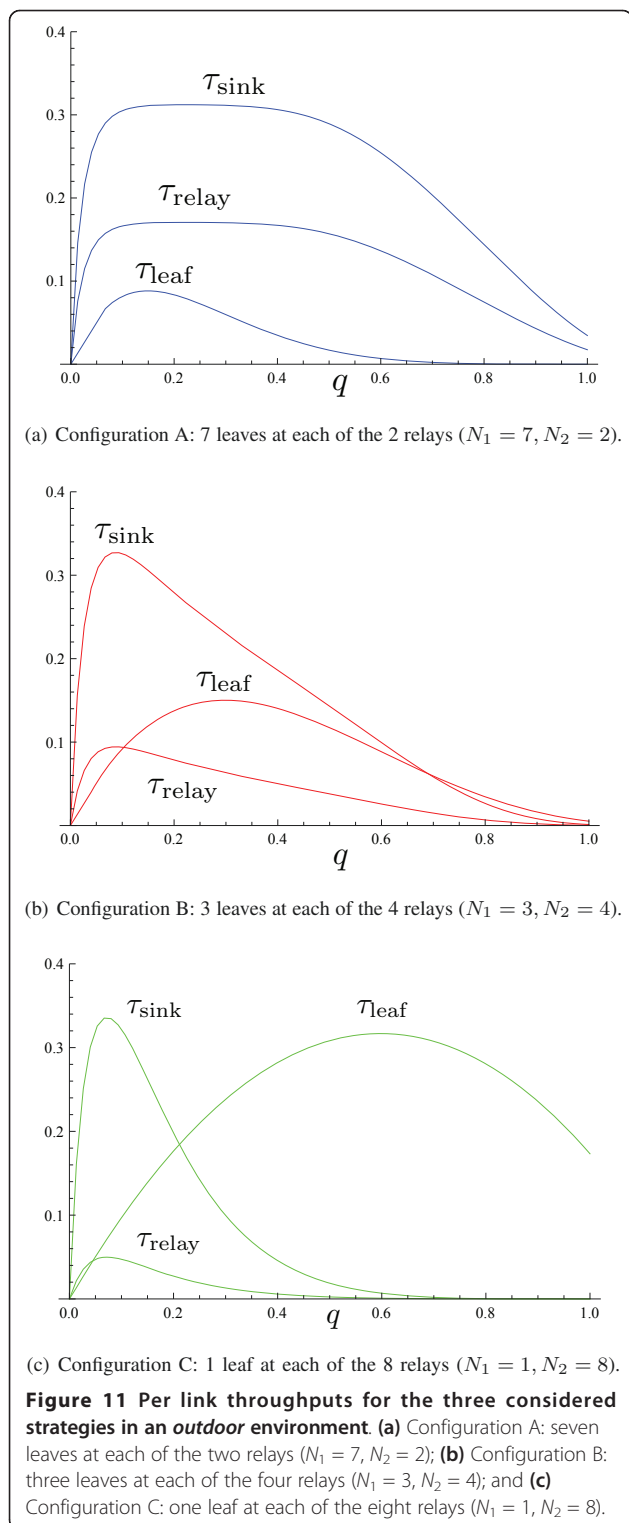 0.4
τsink
0.3
0.2
τrelay
τleaf
0.1
0.0 0.2 0.4 0.6 0.8 1.0
q
(a) Configuration A: 7 leaves at each of the 2 relays (N1 = 7, N2 = 2).
0.4
τsink
0.3
0.2
τleaf
0.1
τrelay
0.0 0.2 0.4 0.6 0.8 1.0
q
(b) Configuration B: 3 leaves at each of the 4 relays (N1 = 3, N2 = 4).
0.4
τsink τleaf
0.3
0.2
0.1
τrelay
0.0 0.2 0.4 0.6 0.8 1.0
q
(c) Configuration C: 1 leaf at each of the 8 relays (N1 = 1, N2 = 8).
Figure 11 Per link throughputs for the three considered
strategies in an outdoor environment. (a) Configuration A: seven
leaves at each of the two relays (N1 = 7, N2 = 2); (b) Configuration B:
three leaves at each of the four relays (N1 = 3, N2 = 4); and (c)
Configuration C: one leaf at each of the eight relays (N1 = 1, N2 = 8).